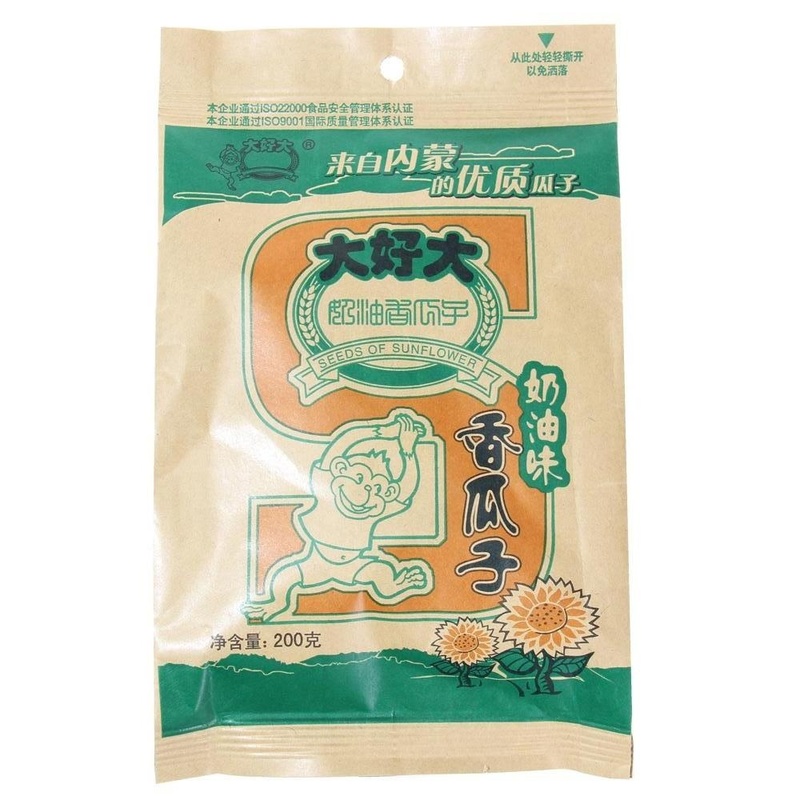 从此处轻轻撕开
以免洒落
本企业通过ISO22000食品安全管理体系认证
本企业通过ISO9001国际质量管理体系认证
大好大®
来自内蒙
的优质瓜子
大好大
奶油香瓜子
SEEDS OF SUNFLOWER
奶油味
香瓜子
净含量: 200克